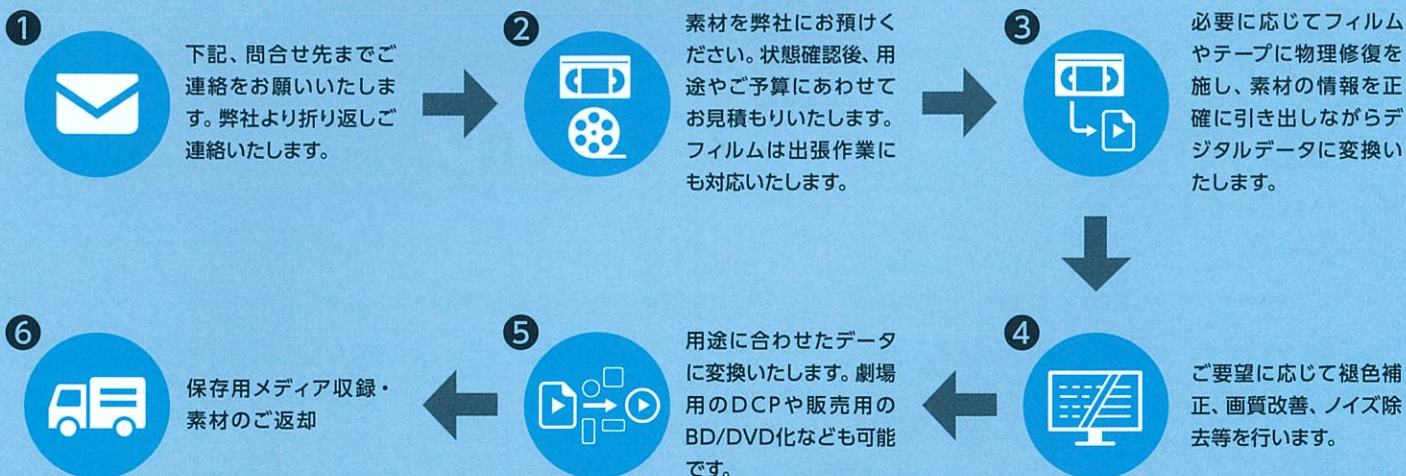 1
下記、問合せ先までご
連絡をお願いいたしま
す。弊社より折り返しご
連絡いたします。
2
素材を弊社にお預けく
ださい。状態確認後、用
途やご予算にあわせて
お見積もりいたします。
フィルムは出張作業に
も対応いたします。
3
必要に応じてフィルム
やテープに物理修復を
施し、素材の情報を正
確に引き出しながらデ
ジタルデータに変換い
たします。
4
ご要望に応じて褪色補
正、画質改善、ノイズ除
去等を行います。
5
用途に合わせたデータ
に変換いたします。劇場
用のDCPや販売用の
BD/DVD化なども可能
です。
6
保存用メディア収録・
素材のご返却